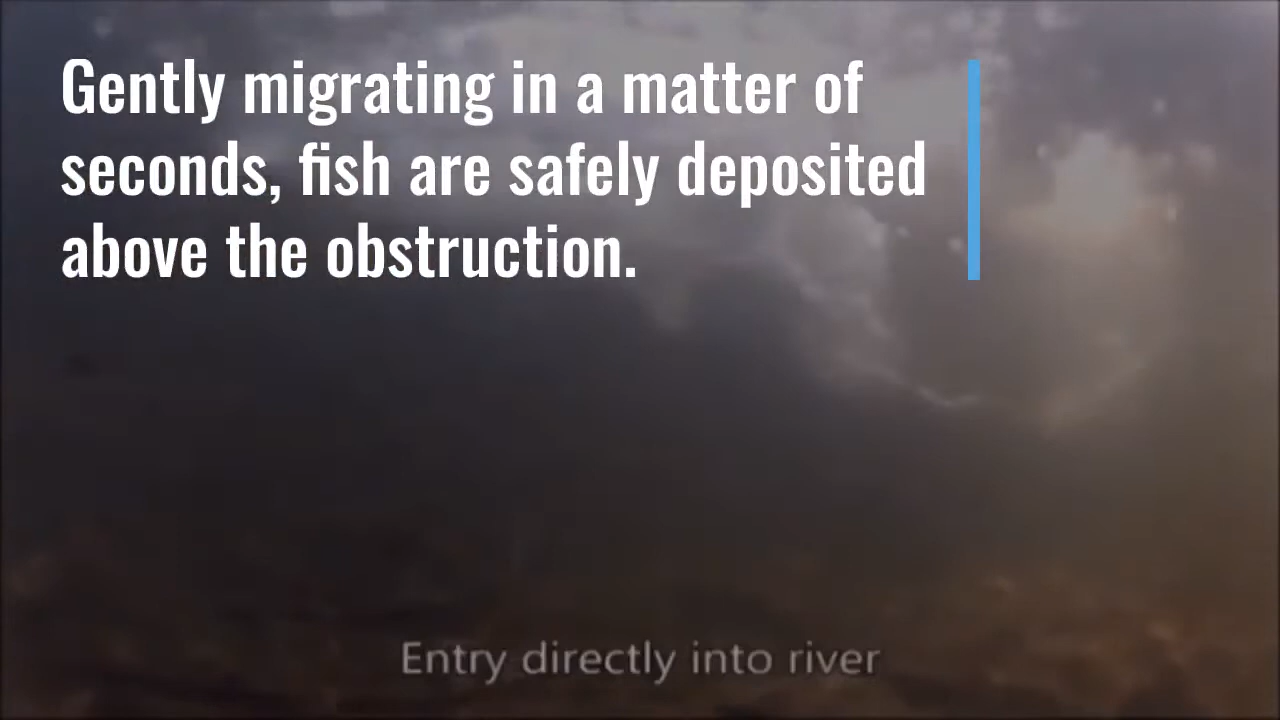 Gently migrating in a matter of
seconds, fish are safely deposited
above the obstruction.
Entry directly into river